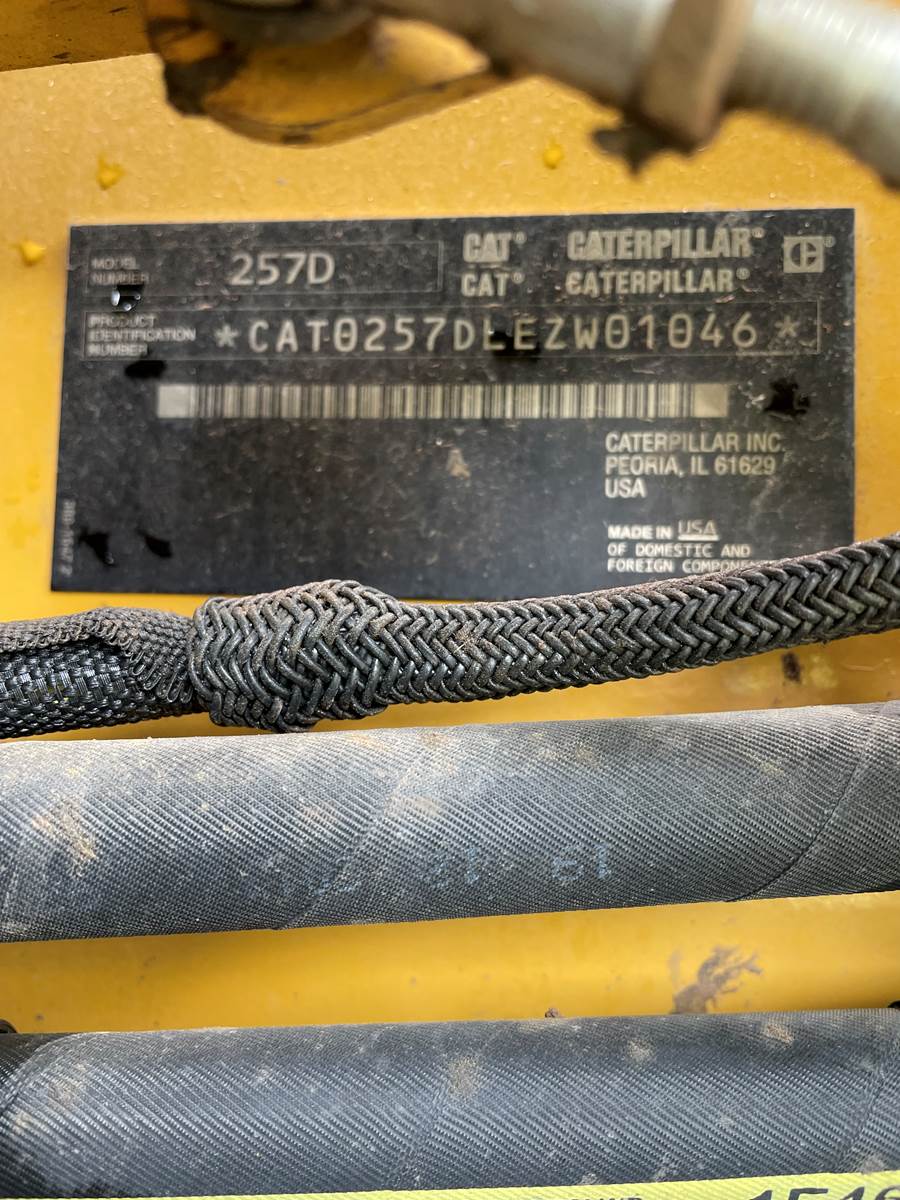 MODEL
NUMBER
257D
CAT® CATERPILLAR®
CAT® CATERPILLAR®
PRODUCT
IDENTIFICATION
NUMBER
*CAT0257DLEZW01046*
CATERPILLAR INC.
PEORIA, IL 61629
USA
MADE IN USA
OF DOMESTIC AND
FOREIGN
19